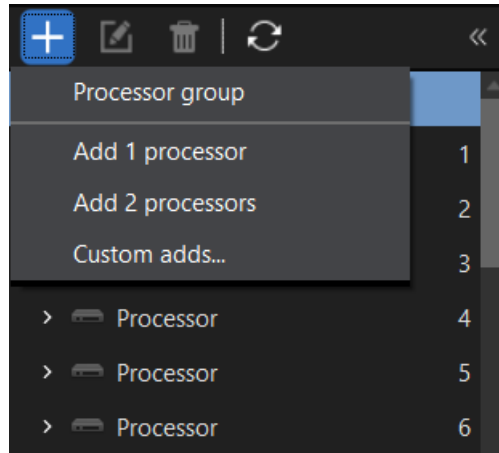 Processor group
Add 1 processor
1
Add 2 processors
2
Custom adds...
3
Processor 4
Processor 5
Processor 6